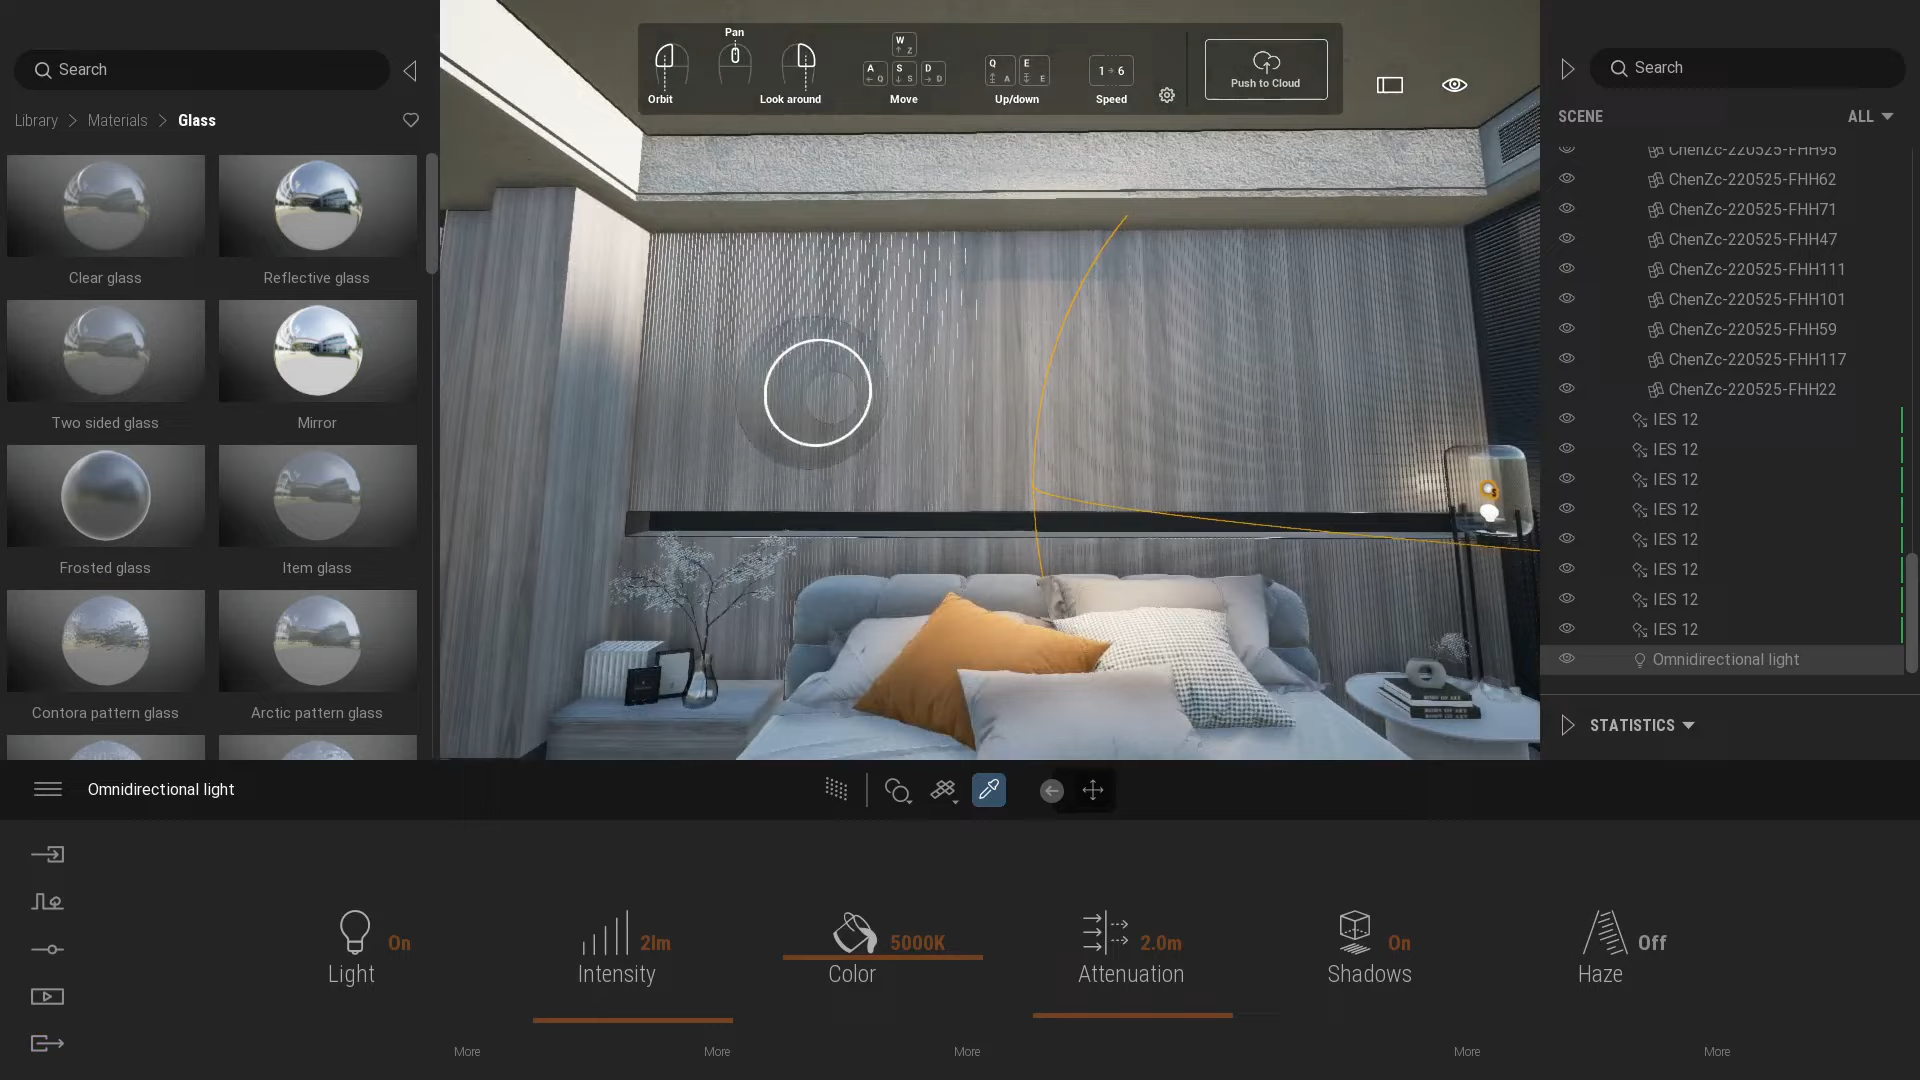 Search
Library
Materials
Glass
Clear glass
Reflective glass
Two sided glass
Mirror
Frosted glass
Item glass
Contora pattern glass
Arctic pattern glass
Pan
Orbit
Look around
W
Z
A
Q
S
S
D
D
Move
Q
A
E
E
Up/down
1 ÷ 6
Speed
Push to Cloud
Search
SCENE
ALL
ChenZc-220525-FHH95
ChenZc-220525-FHH62
ChenZc-220525-FHH71
ChenZc-220525-FHH47
ChenZc-220525-FHH111
ChenZc-220525-FHH101
ChenZc-220525-FHH59
ChenZc-220525-FHH117
ChenZc-220525-FHH22
IES 12
IES 12
IES 12
IES 12
IES 12
IES 12
IES 12
IES 12
Omnidirectional light
STATISTICS
Omnidirectional light
On
Light
2lm
Intensity
5000K
Color
2.0m
Attenuation
On
Shadows
Off
Haze
More
More
More
More
More